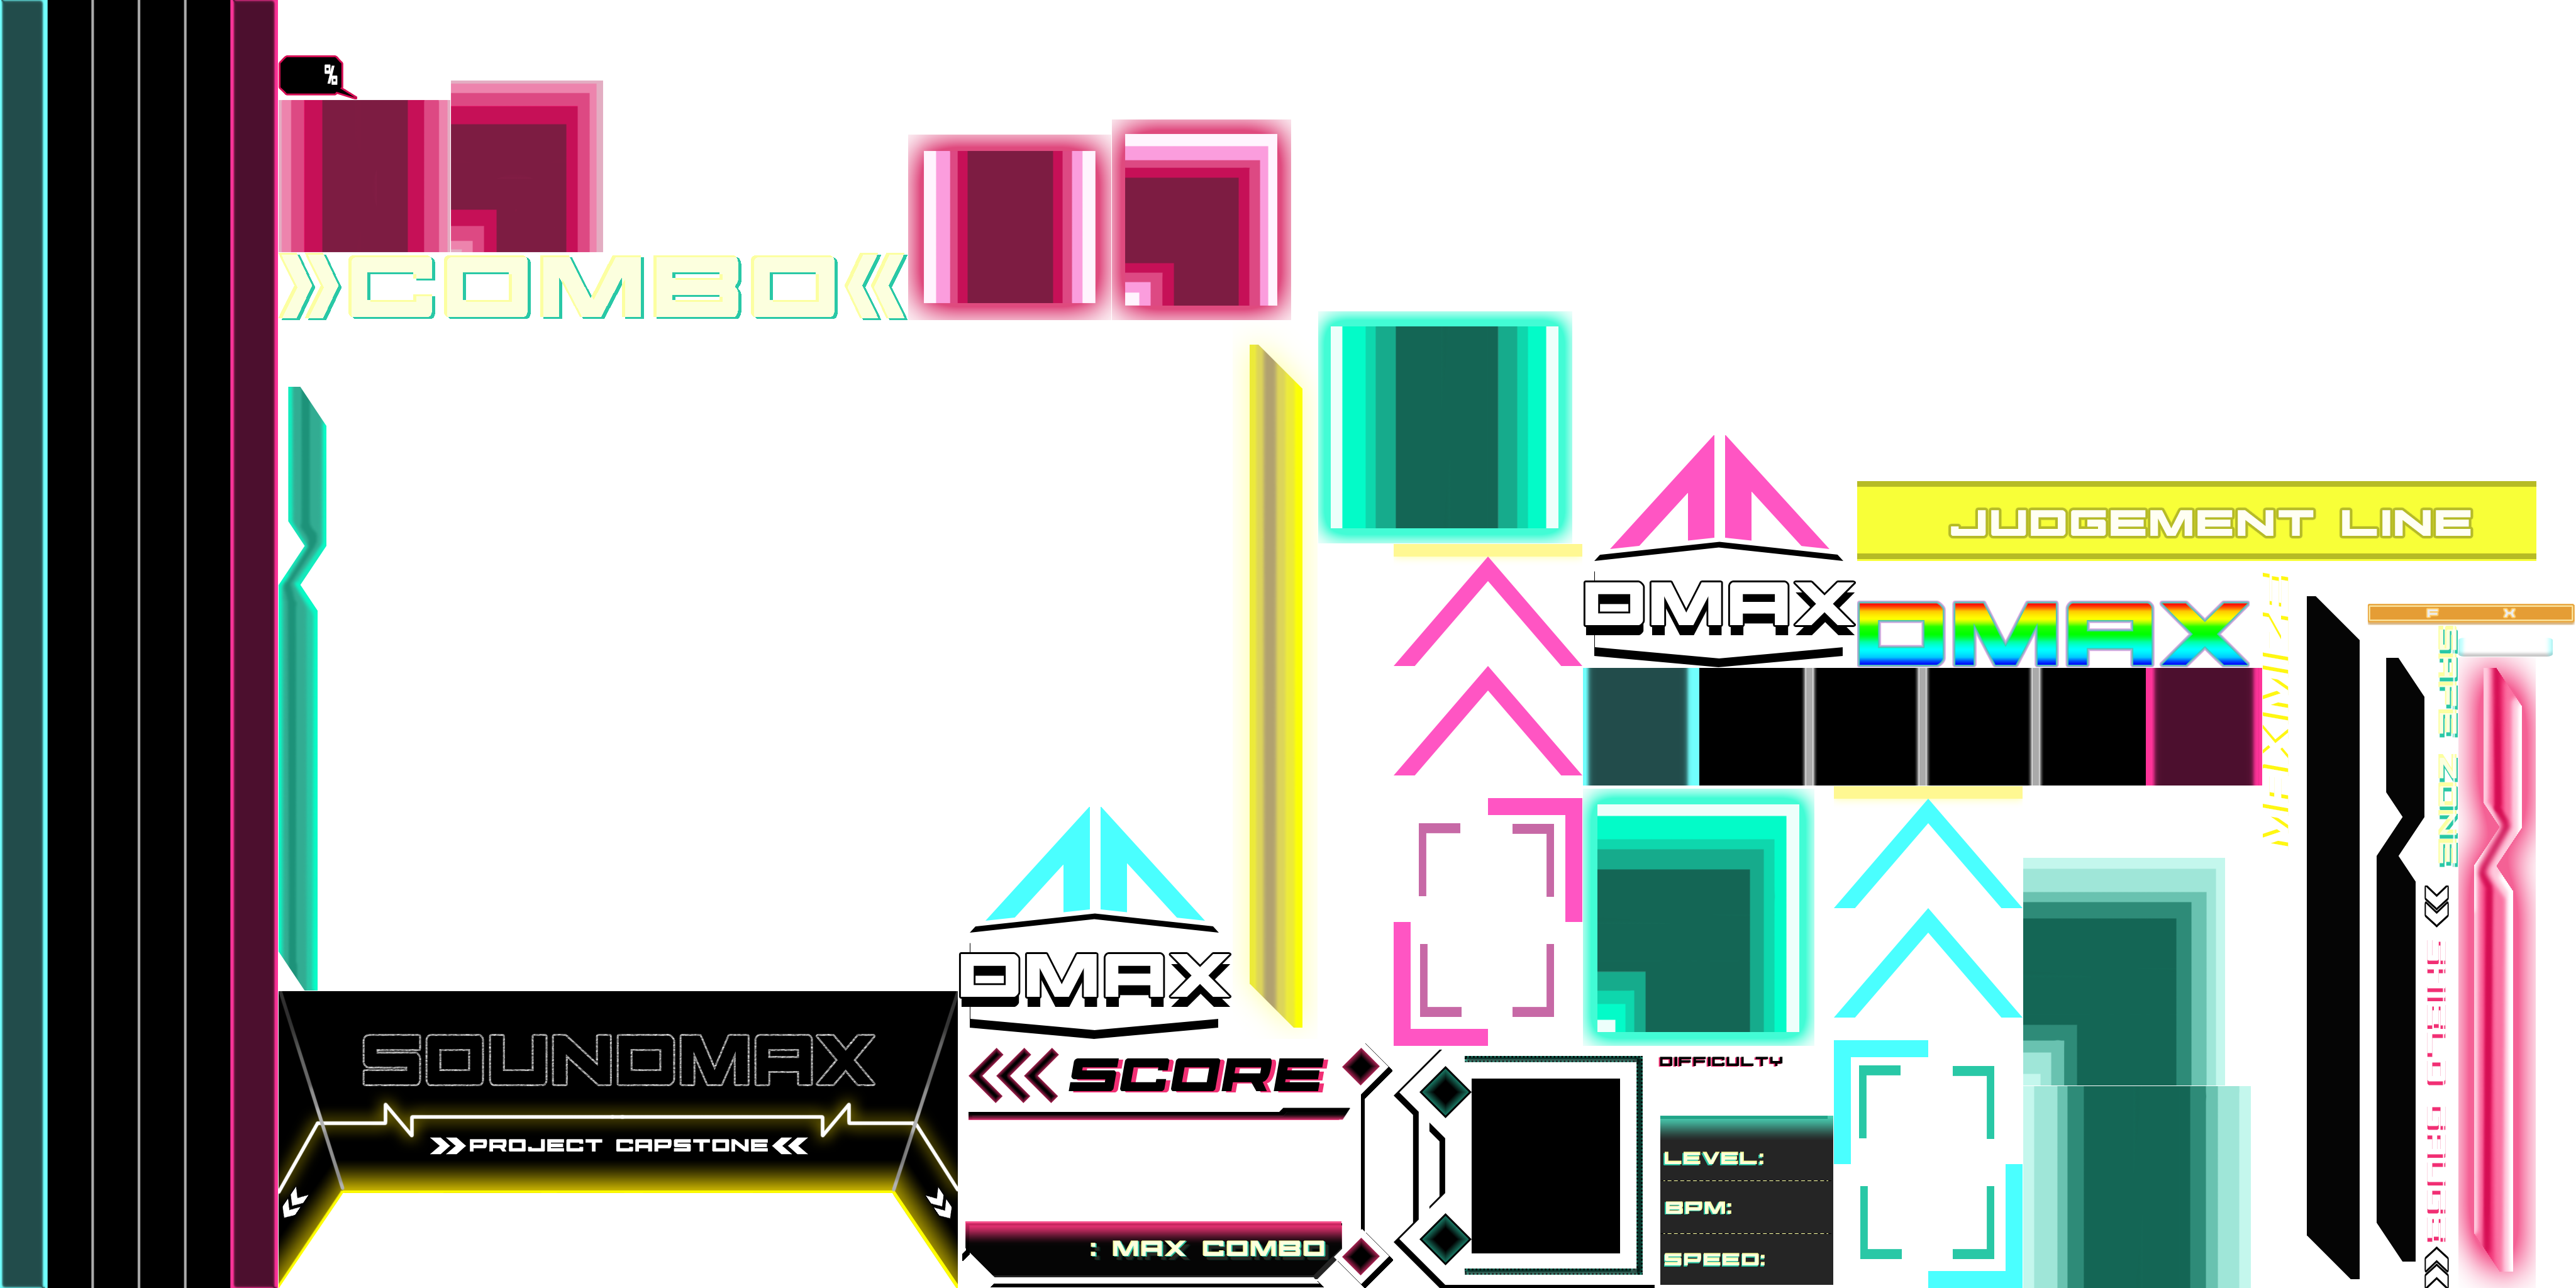 %
»COMBO«
JUDGEMENT LINE
DMAX
DMAX
F X
SAFE ZONE
DMAX
SOUNDMAX
»PROJECT CAPSTONE«
SCORE
DIFFICULTY
LEVEL:
BPM:
SPEED:
: MAX COMBO